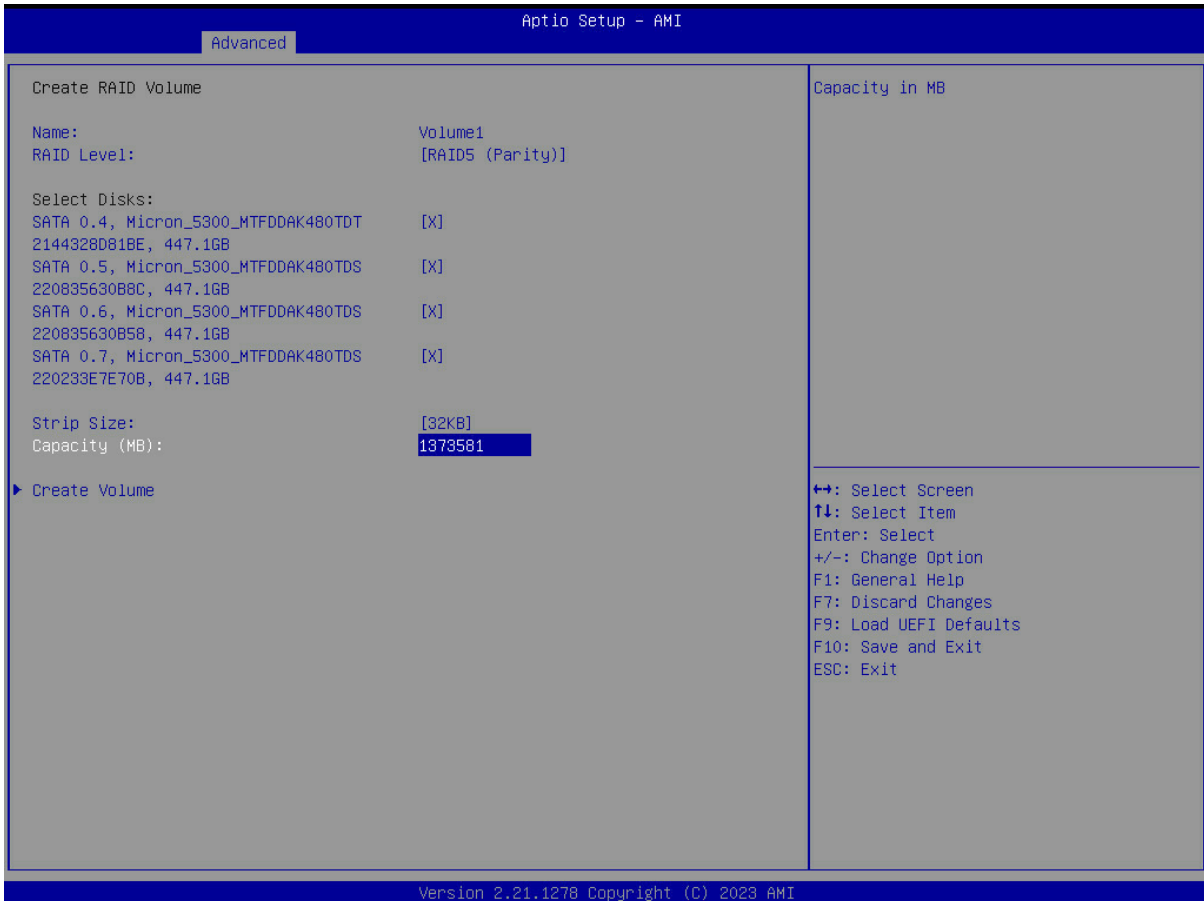 Aptio Setup – AMI
Advanced
Create RAID Volume
Name: Volume1
RAID Level: [RAID5 (Parity)]
Select Disks:
SATA 0.4, Micron_5300_MTFDDAK480TDT [X]
2144328D81BE, 447.1GB
SATA 0.5, Micron_5300_MTFDDAK480TDS [X]
220835630B8C, 447.1GB
SATA 0.6, Micron_5300_MTFDDAK480TDS [X]
220835630B58, 447.1GB
SATA 0.7, Micron_5300_MTFDDAK480TDS [X]
220233E7E70B, 447.1GB
Strip Size: [32KB]
Capacity (MB): 1373581
▶ Create Volume
Capacity in MB
↔: Select Screen
↑↓: Select Item
Enter: Select
+/-: Change Option
F1: General Help
F7: Discard Changes
F9: Load UEFI Defaults
F10: Save and Exit
ESC: Exit
Version 2.21.1278 Copyright (C) 2023 AMI